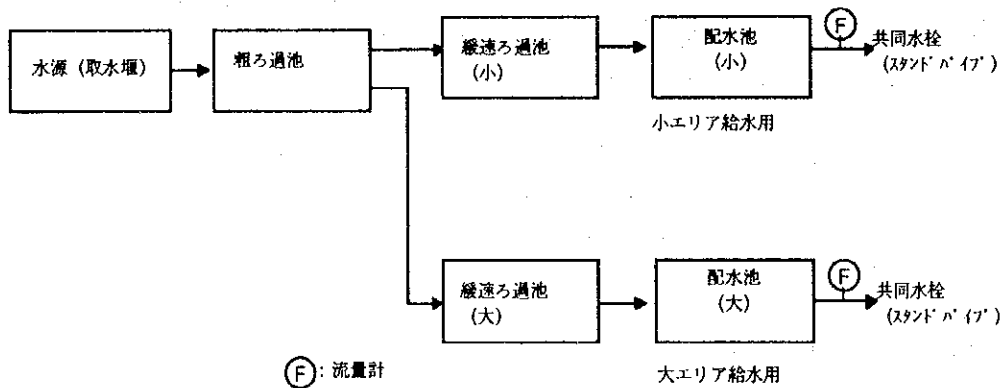 水源（取水堰）
粗ろ過池
緩速ろ過池
（小）
配水池
（小）
F
共同水栓
（スタンドパイプ）
小エリア給水用
緩速ろ過池
（大）
配水池
（大）
F
共同水栓
（スタンドパイプ）
大エリア給水用
F：流量計